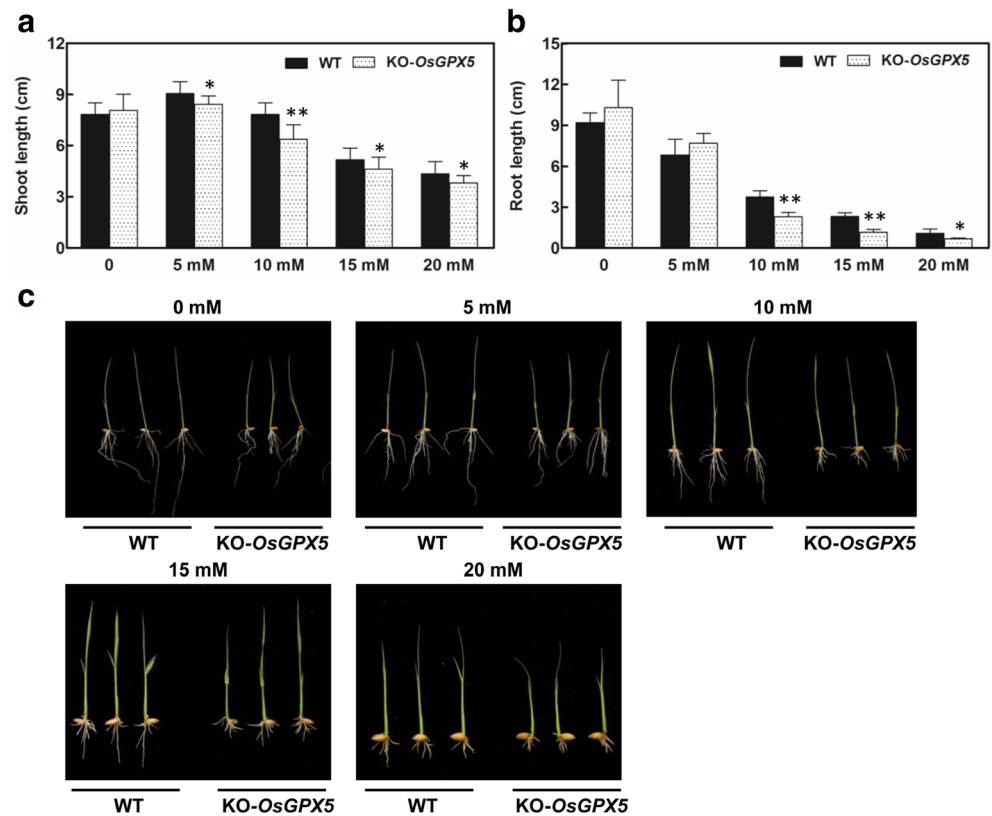 a
12
9
6
3
0
Shoot length (cm)
WT KO-OsGPX5
* ** * *
0 5 mM 10 mM 15 mM 20 mM
b
15
12
9
6
3
0
Root length (cm)
WT KO-OsGPX5
** ** *
0 5 mM 10 mM 15 mM 20 mM
c
0 mM 5 mM 10 mM
WT KO-OsGPX5 WT KO-OsGPX5 WT KO-OsGPX5
15 mM 20 mM
WT KO-OsGPX5 WT KO-OsGPX5